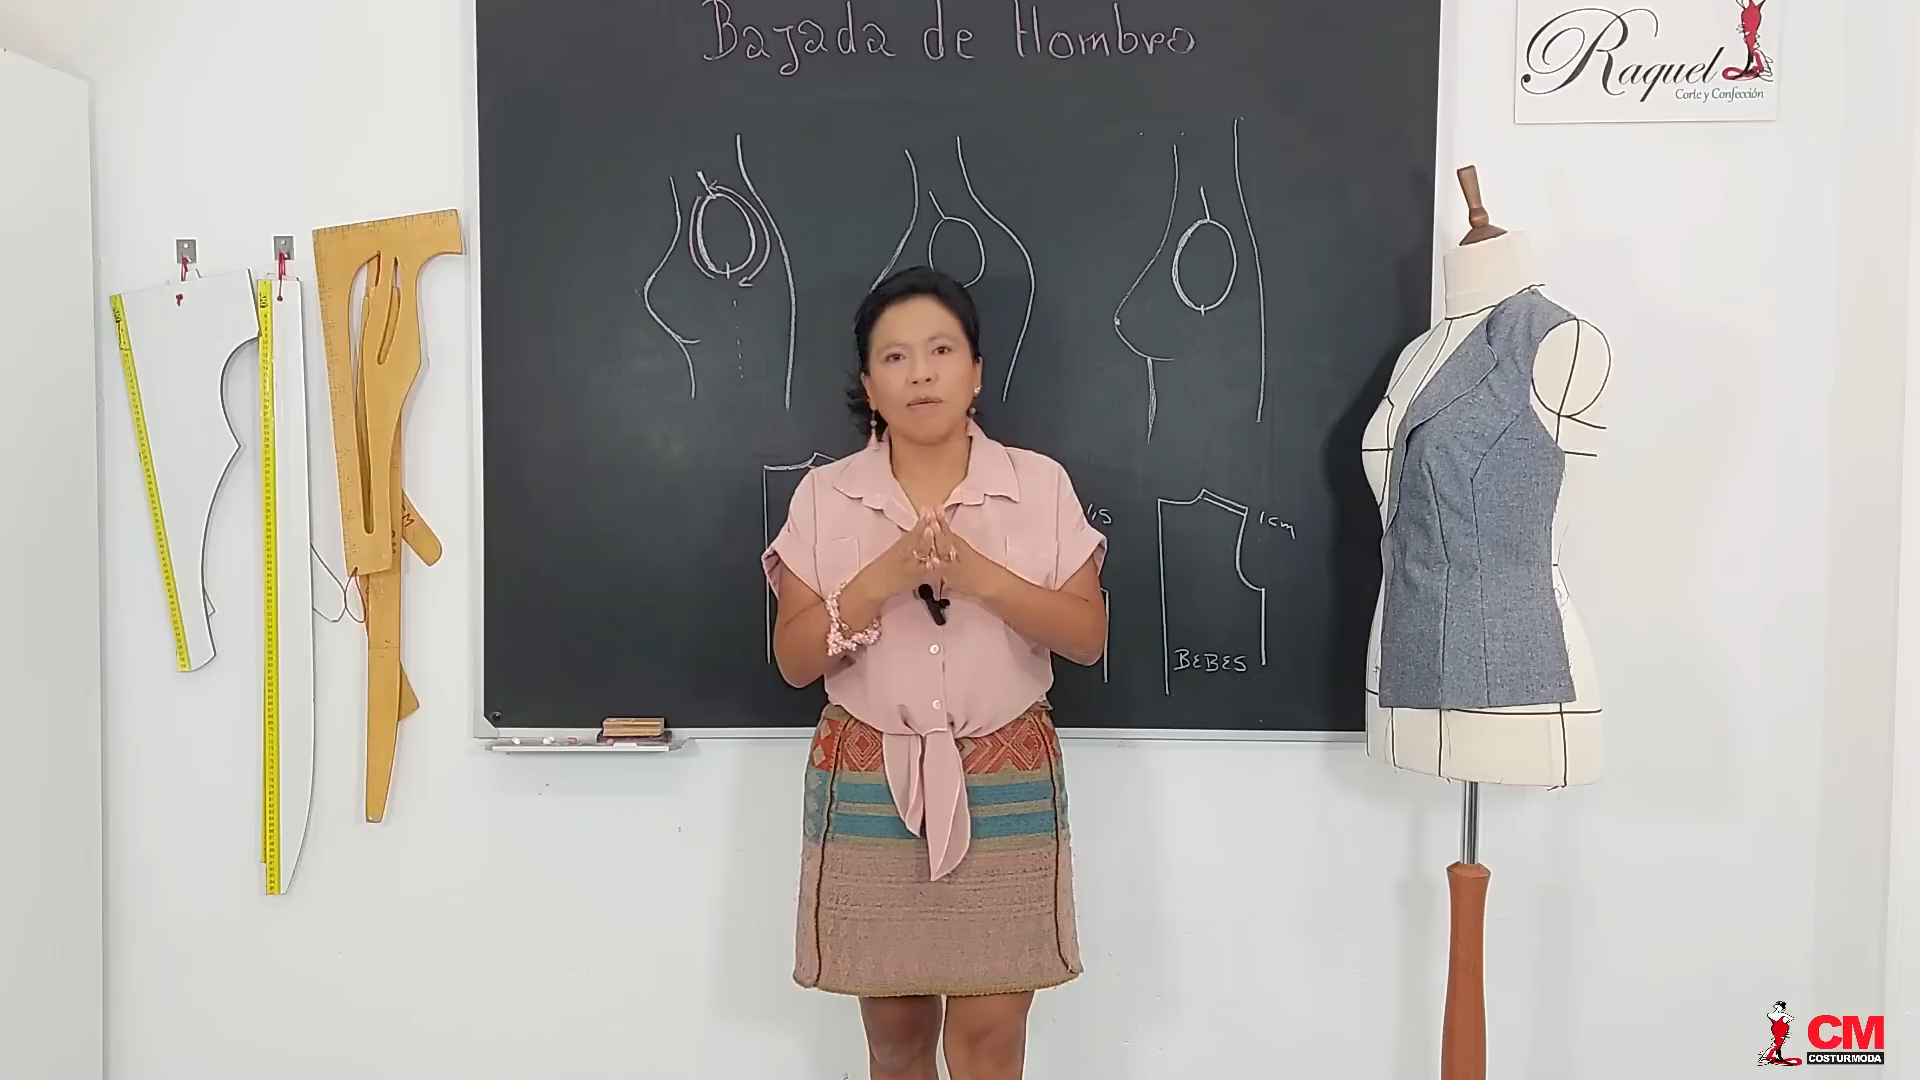 Bajada de Hombro
Raquel
Corte y Confección
1cm
BEBES
CM
COSTURMODA